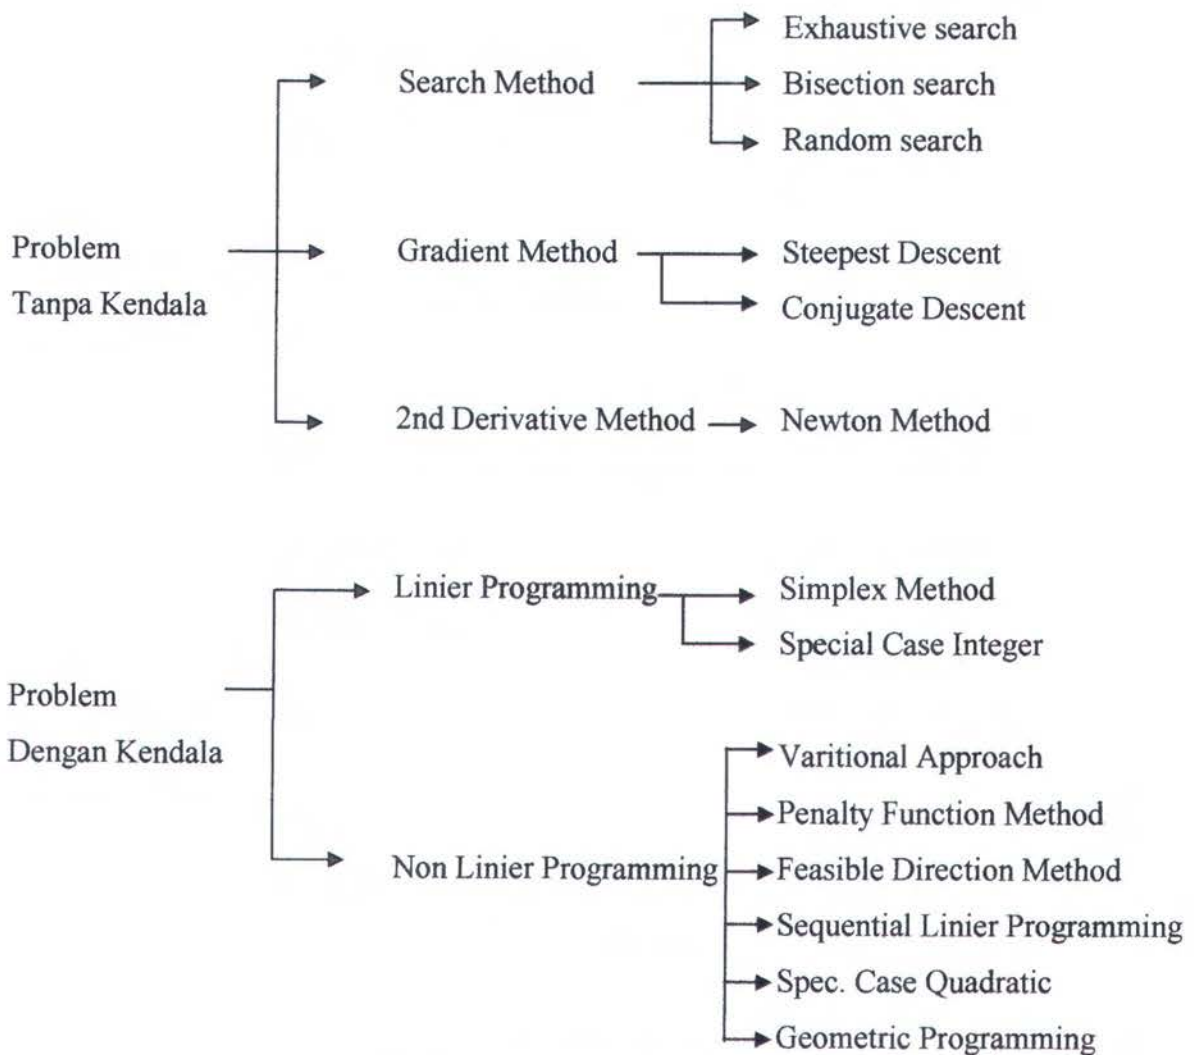 Exhaustive search
Search Method
Bisection search
Random search
Problem
Tanpa Kendala
Gradient Method
Steepest Descent
Conjugate Descent
2nd Derivative Method
Newton Method
Linier Programming
Simplex Method
Special Case Integer
Problem
Dengan Kendala
Non Linier Programming
Varitional Approach
Penalty Function Method
Feasible Direction Method
Sequential Linier Programming
Spec. Case Quadratic
Geometric Programming